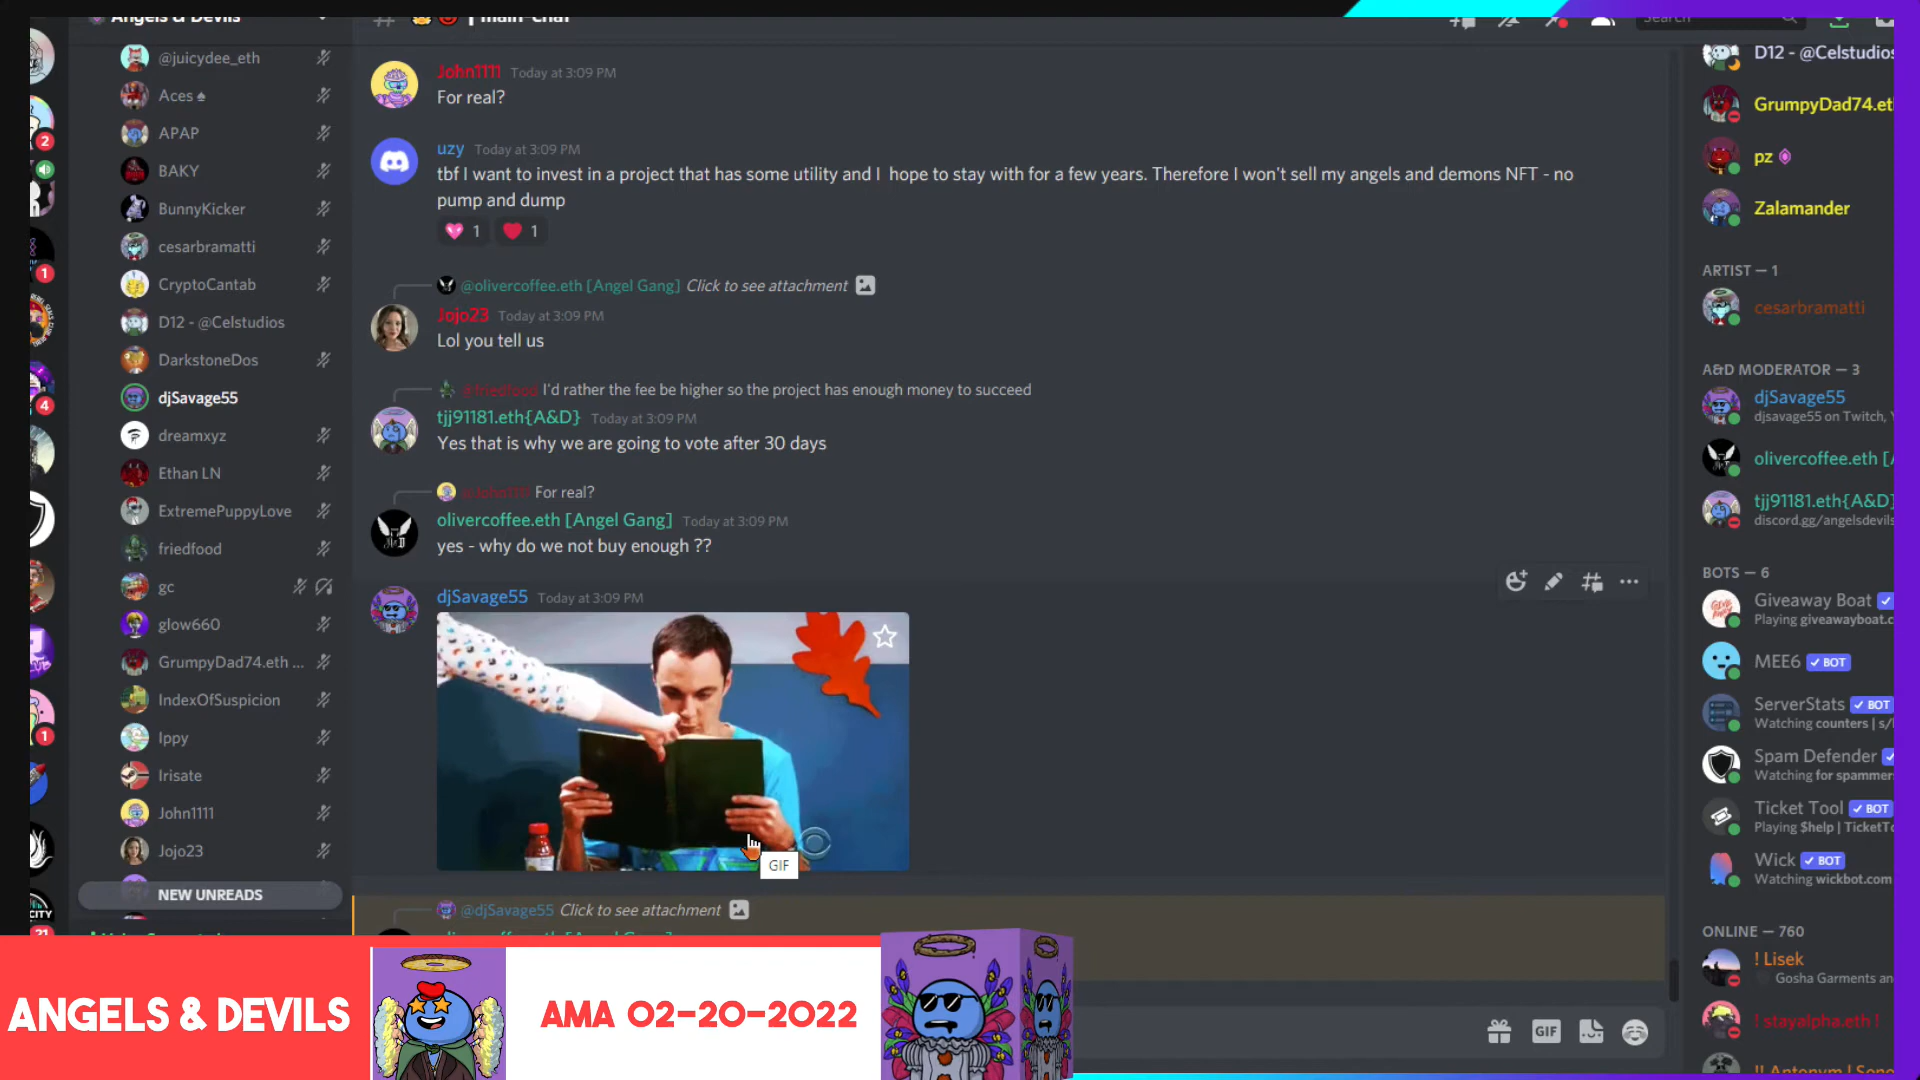 Angels & Devils
@juicydee_eth
Aces ♠
APAP
BAKY
BunnyKicker
cesarbramatti
CryptoCantab
D12 - @Celstudios
DarkstoneDos
djSavage55
dreamxyz
Ethan LN
ExtremePuppyLove
friedfood
gc
glow660
GrumpyDad74.eth ...
IndexOfSuspicion
Ippy
Irisate
John1111
Jojo23
NEW UNREADS
2
1
4
1
21
main-chat
Search
John1111 Today at 3:09 PM
For real?
uzy Today at 3:09 PM
tbf I want to invest in a project that has some utility and I hope to stay with for a few years. Therefore I won't sell my angels and demons NFT - no
pump and dump
1 1
@olivercoffee.eth [Angel Gang] Click to see attachment
Jojo23 Today at 3:09 PM
Lol you tell us
@friedfood I'd rather the fee be higher so the project has enough money to succeed
tjj91181.eth{A&D} Today at 3:09 PM
Yes that is why we are going to vote after 30 days
@John1111 For real?
olivercoffee.eth [Angel Gang] Today at 3:09 PM
yes - why do we not buy enough ??
djSavage55 Today at 3:09 PM
GIF
@djSavage55 Click to see attachment
olivercoffee.eth [Angel Gang]
GIF
D12 - @Celstudios
GrumpyDad74.et
pz
Zalamander
ARTIST — 1
cesarbramatti
A&D MODERATOR — 3
djSavage55
djsavage55 on Twitch, Y
olivercoffee.eth [A
tjj91181.eth{A&D}
discord.gg/angelsdevils
BOTS — 6
Giveaway Boat
Playing giveawayboat.c
MEE6 ✓ BOT
ServerStats ✓ BOT
Watching counters | s/
Spam Defender
Watching for spammers
Ticket Tool ✓ BOT
Playing $help | TicketTo
Wick ✓ BOT
Watching wickbot.com
ONLINE — 760
! Lisek
Gosha Garments an
! stayalpha.eth !
ANGELS & DEVILS
AMA 02-20-2022